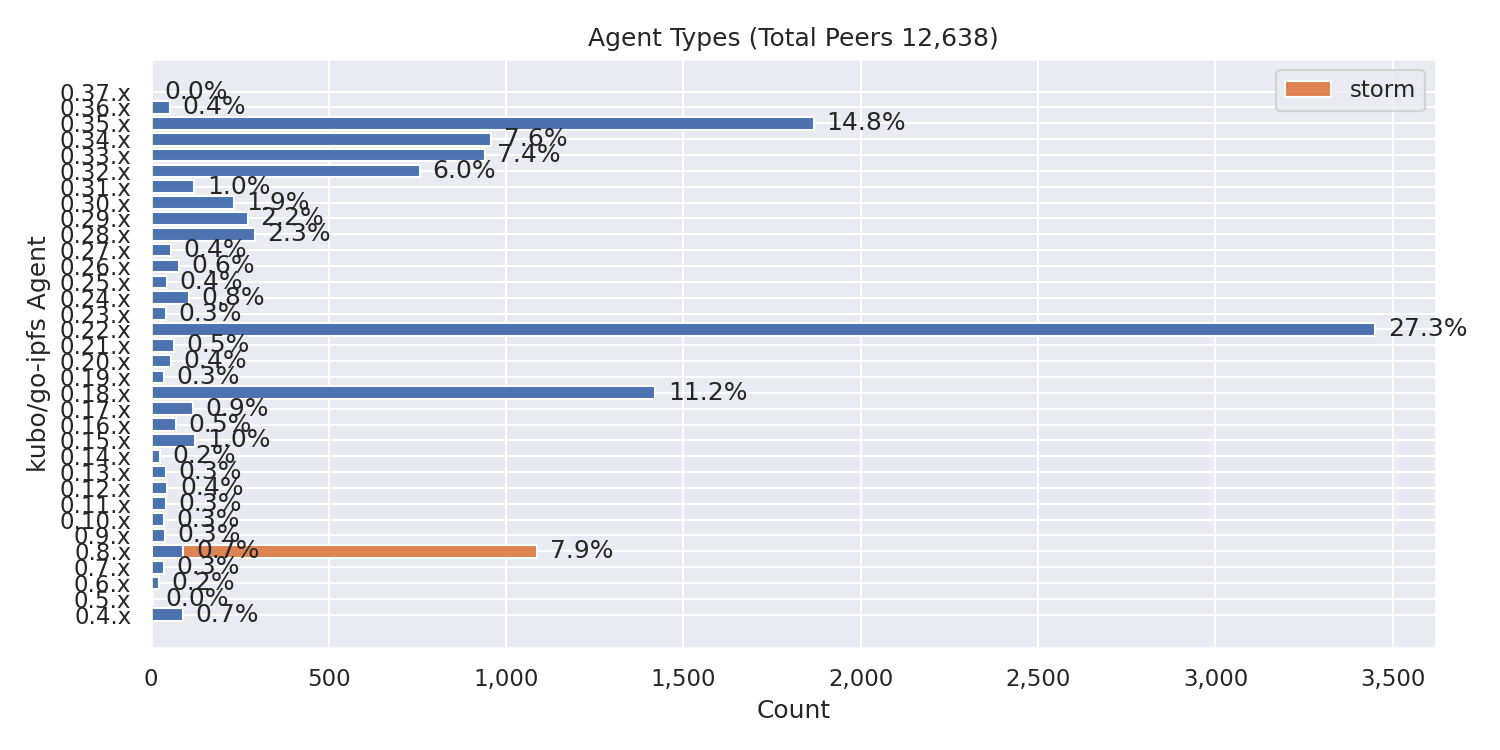 Agent Types (Total Peers 12,638)
storm
kubo/go-ipfs Agent
0.37.x 0.0%
0.36.x 0.4%
0.35.x 14.8%
0.34.x 7.6%
0.33.x 7.4%
0.32.x 6.0%
0.31.x 1.0%
0.30.x 1.9%
0.29.x 2.2%
0.28.x 2.3%
0.27.x 0.4%
0.26.x 0.6%
0.25.x 0.4%
0.24.x 0.8%
0.23.x 0.3%
0.22.x 27.3%
0.21.x 0.5%
0.20.x 0.4%
0.19.x 0.3%
0.18.x 11.2%
0.17.x 0.9%
0.16.x 0.5%
0.15.x 1.0%
0.14.x 0.2%
0.13.x 0.3%
0.12.x 0.4%
0.11.x 0.3%
0.10.x 0.3%
0.9.x 0.3%
0.8.x 0.7% 7.9%
0.7.x 0.3%
0.6.x 0.2%
0.5.x 0.0%
0.4.x 0.7%
0 500 1,000 1,500 2,000 2,500 3,000 3,500
Count